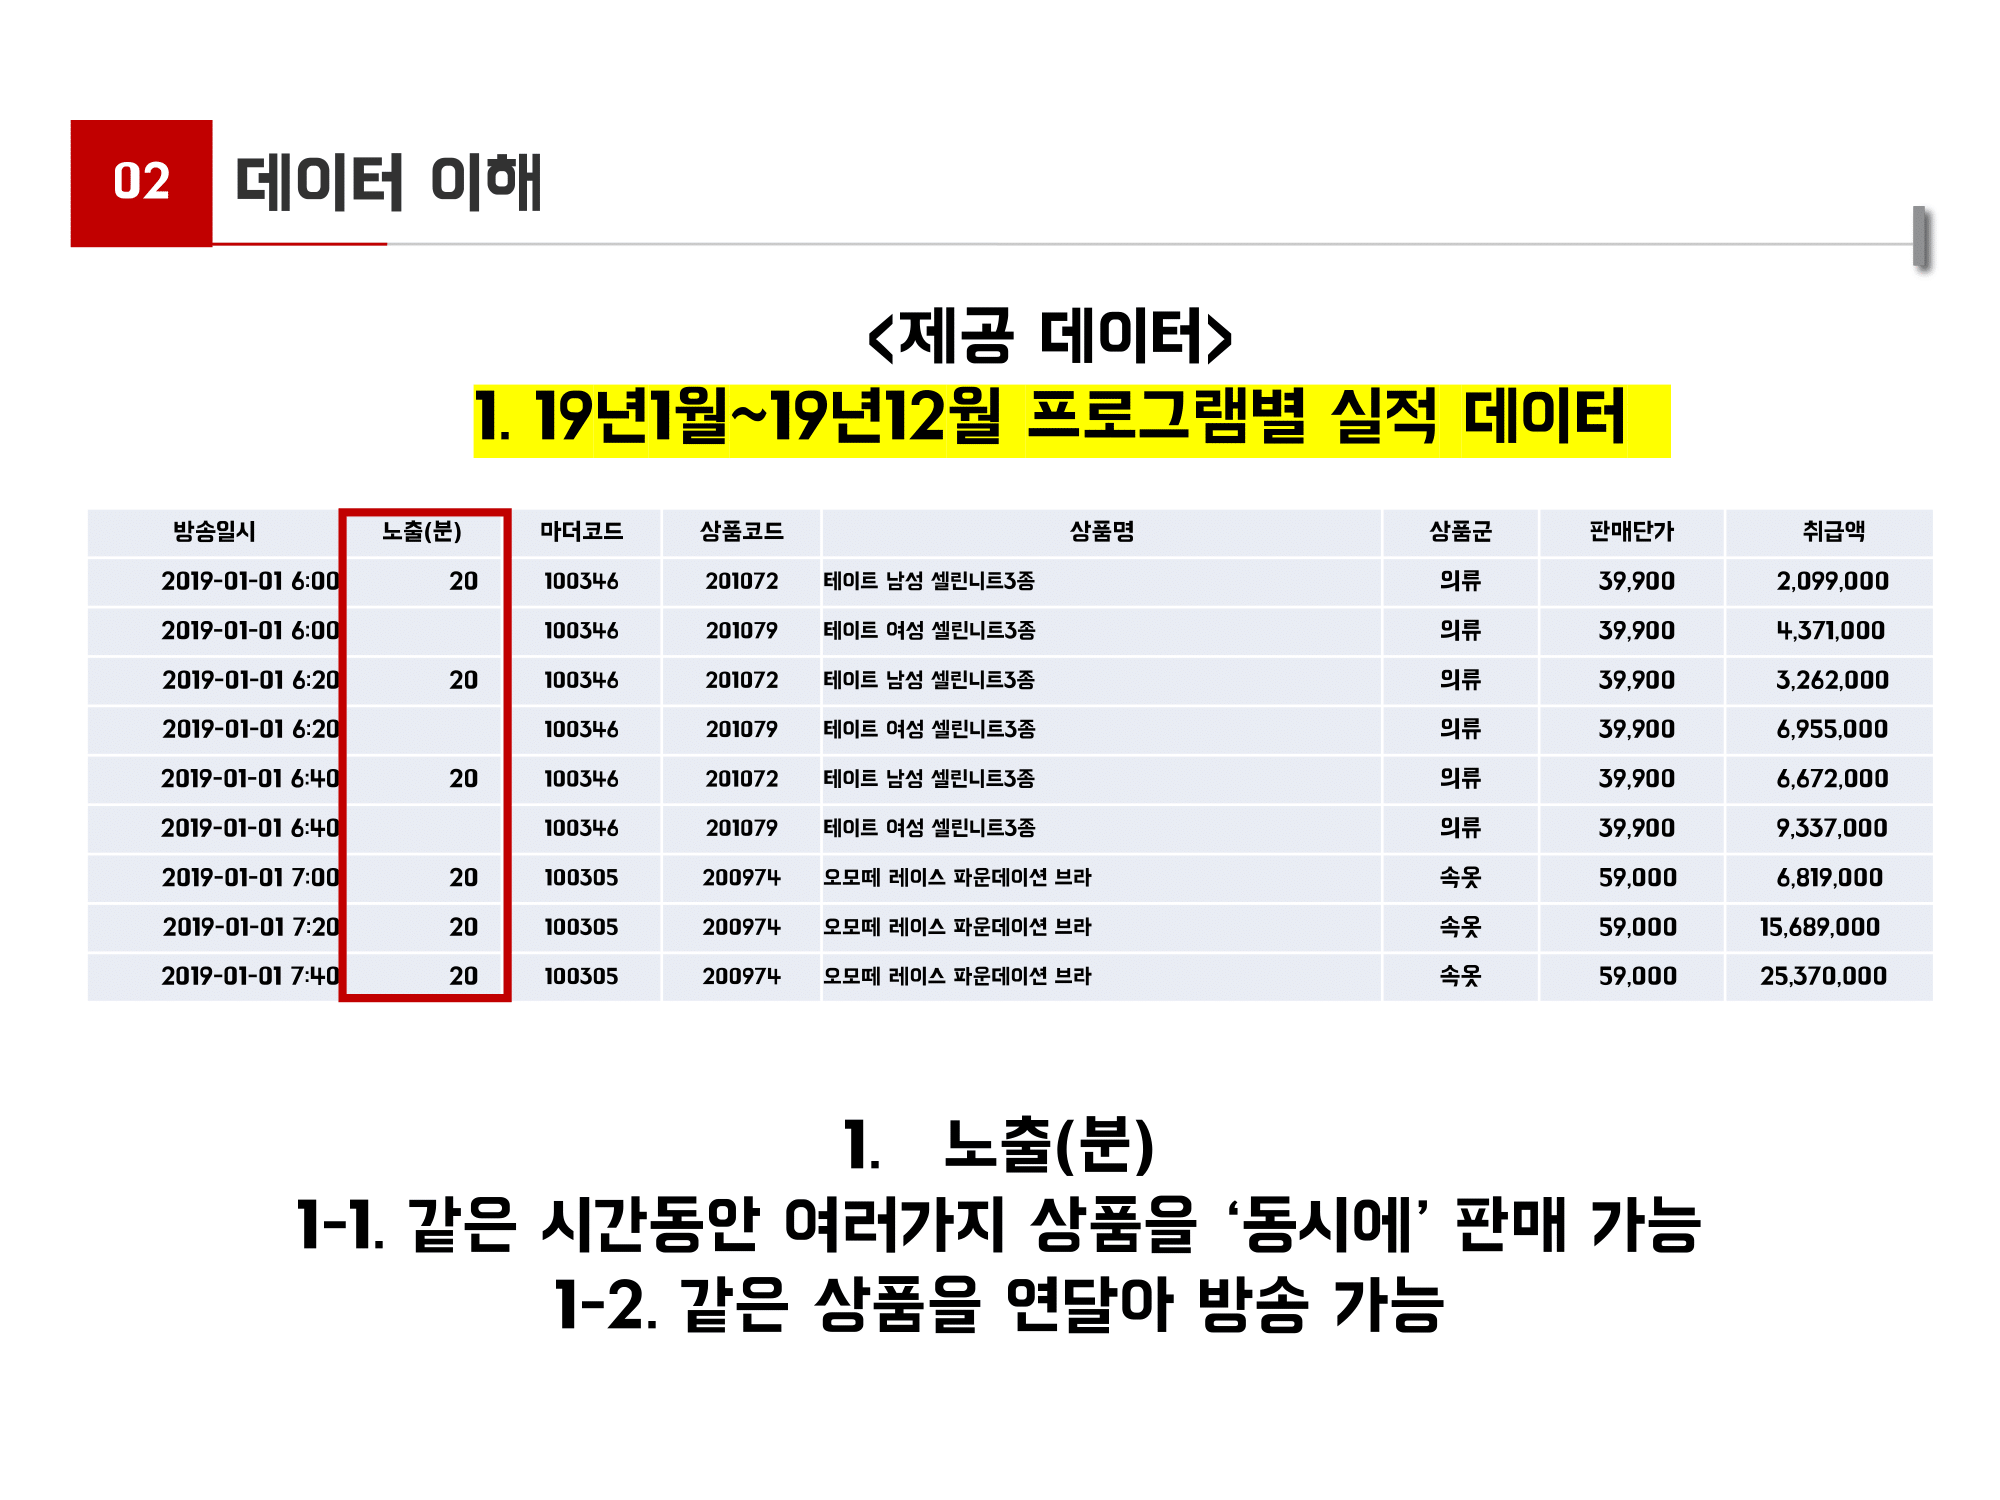 02 데이터 이해
<제공 데이터>
1. 19년1월~19년12월 프로그램별 실적 데이터
방송일시 노출(분) 마더코드 상품코드 상품명 상품군 판매단가 취급액
2019-01-01 6:00 20 100346 201072 테이트 남성 셀린니트3종 의류 39,900 2,099,000
2019-01-01 6:00 100346 201079 테이트 여성 셀린니트3종 의류 39,900 4,371,000
2019-01-01 6:20 20 100346 201072 테이트 남성 셀린니트3종 의류 39,900 3,262,000
2019-01-01 6:20 100346 201079 테이트 여성 셀린니트3종 의류 39,900 6,955,000
2019-01-01 6:40 20 100346 201072 테이트 남성 셀린니트3종 의류 39,900 6,672,000
2019-01-01 6:40 100346 201079 테이트 여성 셀린니트3종 의류 39,900 9,337,000
2019-01-01 7:00 20 100305 200974 오모떼 레이스 파운데이션 브라 속옷 59,000 6,819,000
2019-01-01 7:20 20 100305 200974 오모떼 레이스 파운데이션 브라 속옷 59,000 15,689,000
2019-01-01 7:40 20 100305 200974 오모떼 레이스 파운데이션 브라 속옷 59,000 25,370,000
1. 노출(분)
1-1. 같은 시간동안 여러가지 상품을 ‘동시에’ 판매 가능
1-2. 같은 상품을 연달아 방송 가능